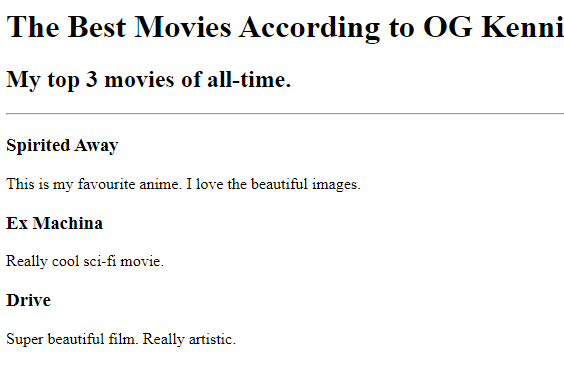 The Best Movies According to OG Kenni
My top 3 movies of all-time.
Spirited Away
This is my favourite anime. I love the beautiful images.
Ex Machina
Really cool sci-fi movie.
Drive
Super beautiful film. Really artistic.